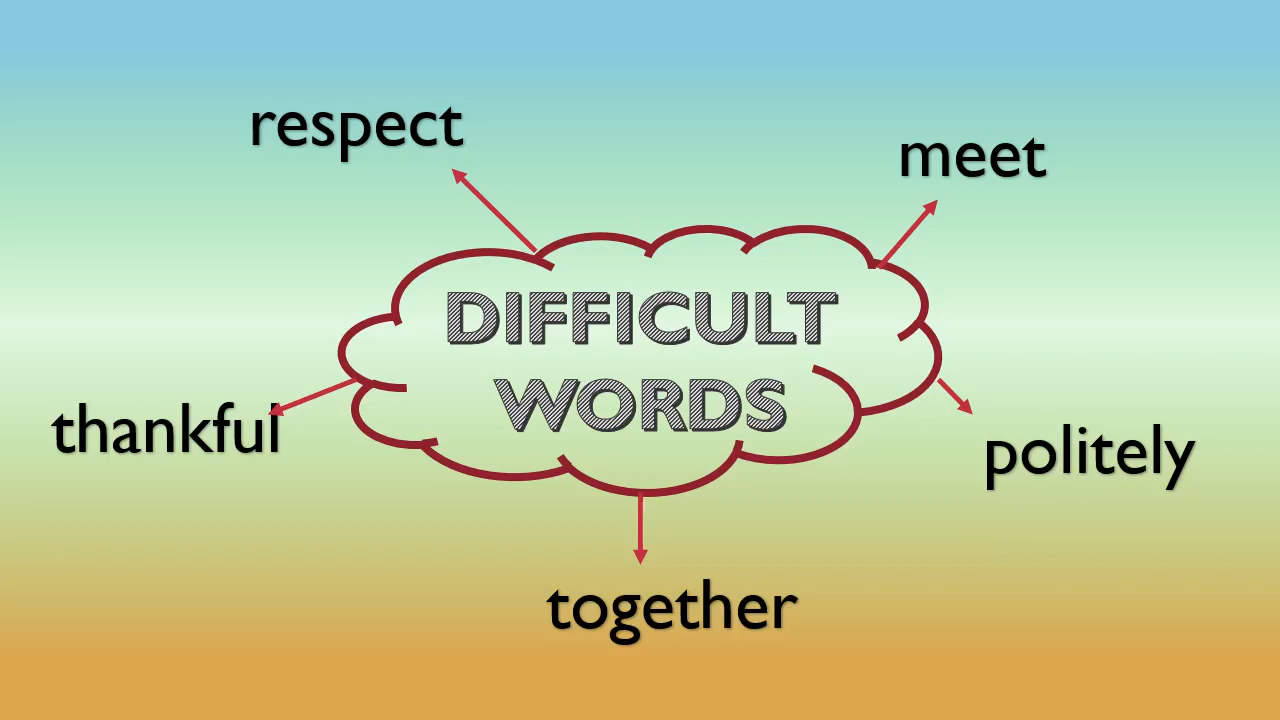 respect
meet
DIFFICULT
WORDS
thankful
politely
together